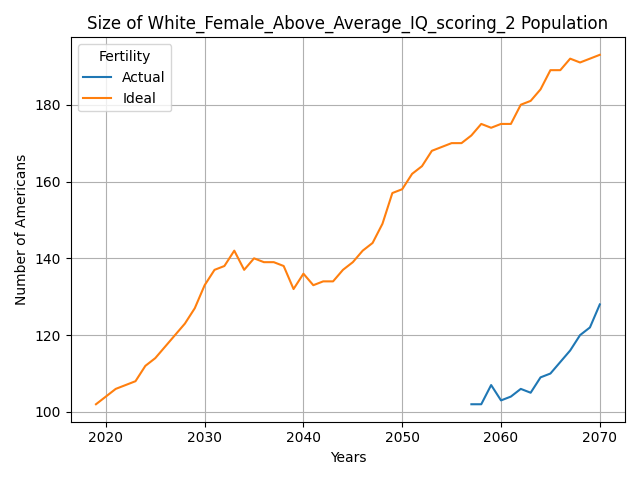 Size of White_Female_Above_Average_IQ_scoring_2 Population
Fertility
Actual
Ideal
Number of Americans
180
160
140
120
100
2020 2030 2040 2050 2060 2070
Years